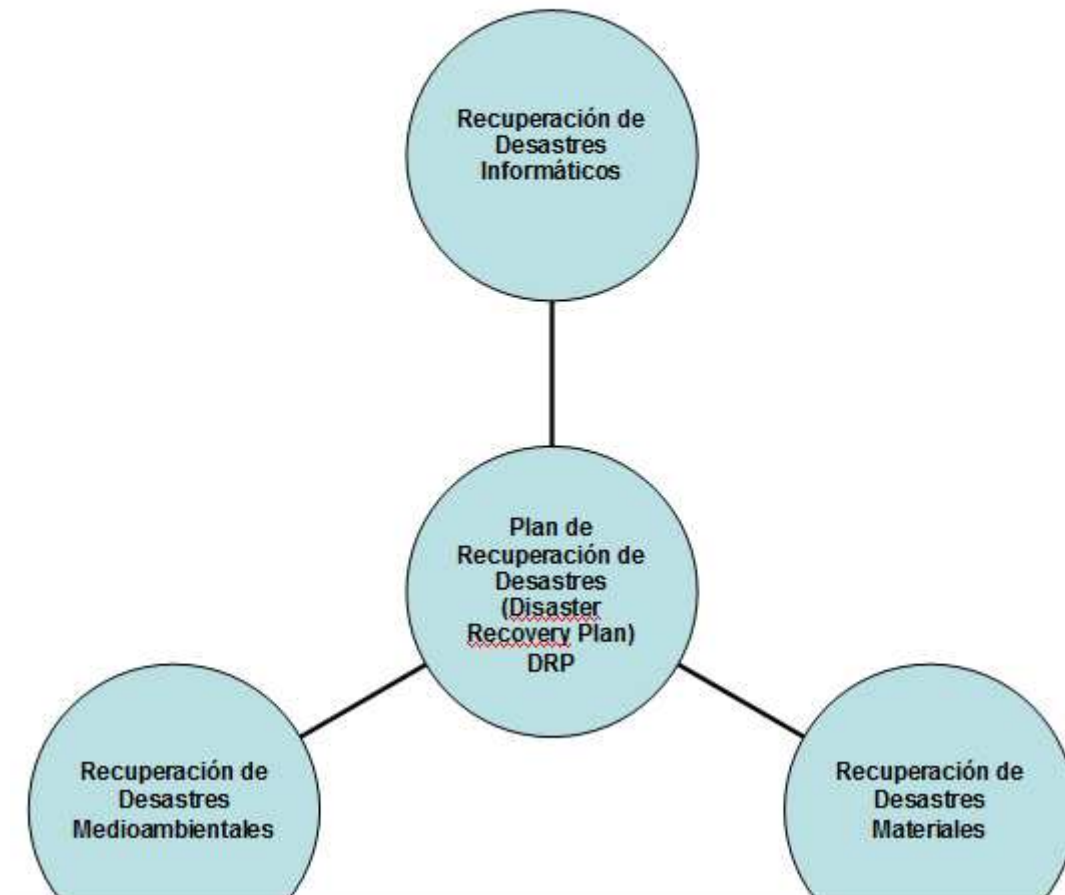 Recuperación de
Desastres
Informáticos
Plan de
Recuperación de
Desastres
(Disaster
Recovery Plan)
DRP
Recuperación de
Desastres
Medioambientales
Recuperación de
Desastres
Materiales